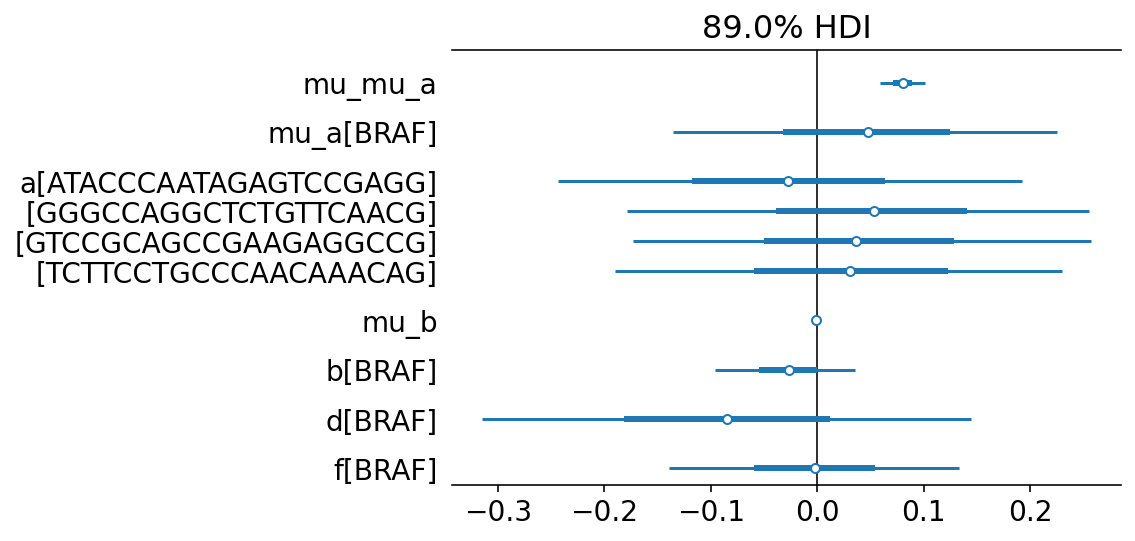 89.0% HDI
mu_mu_a
mu_a[BRAF]
a[ATACCCAATAGAGTCCGAGG]
[GGGCCAGGCTCTGTTCAACG]
[GTCCGCAGCCGAAGAGGCCG]
[TCTTCCTGCCCAACAAACAG]
mu_b
b[BRAF]
d[BRAF]
f[BRAF]
−0.3 −0.2 −0.1 0.0 0.1 0.2